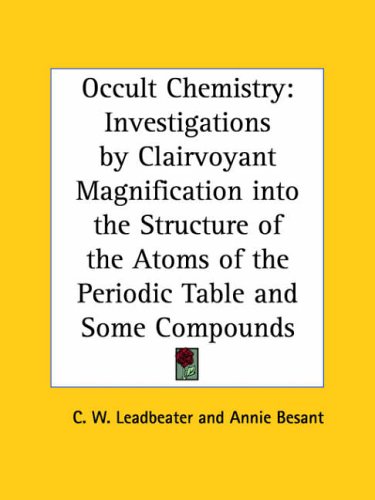 Occult Chemistry:
Investigations
by Clairvoyant
Magnification into
the Structure of
the Atoms of the
Periodic Table and
Some Compounds
C. W. Leadbeater and Annie Besant